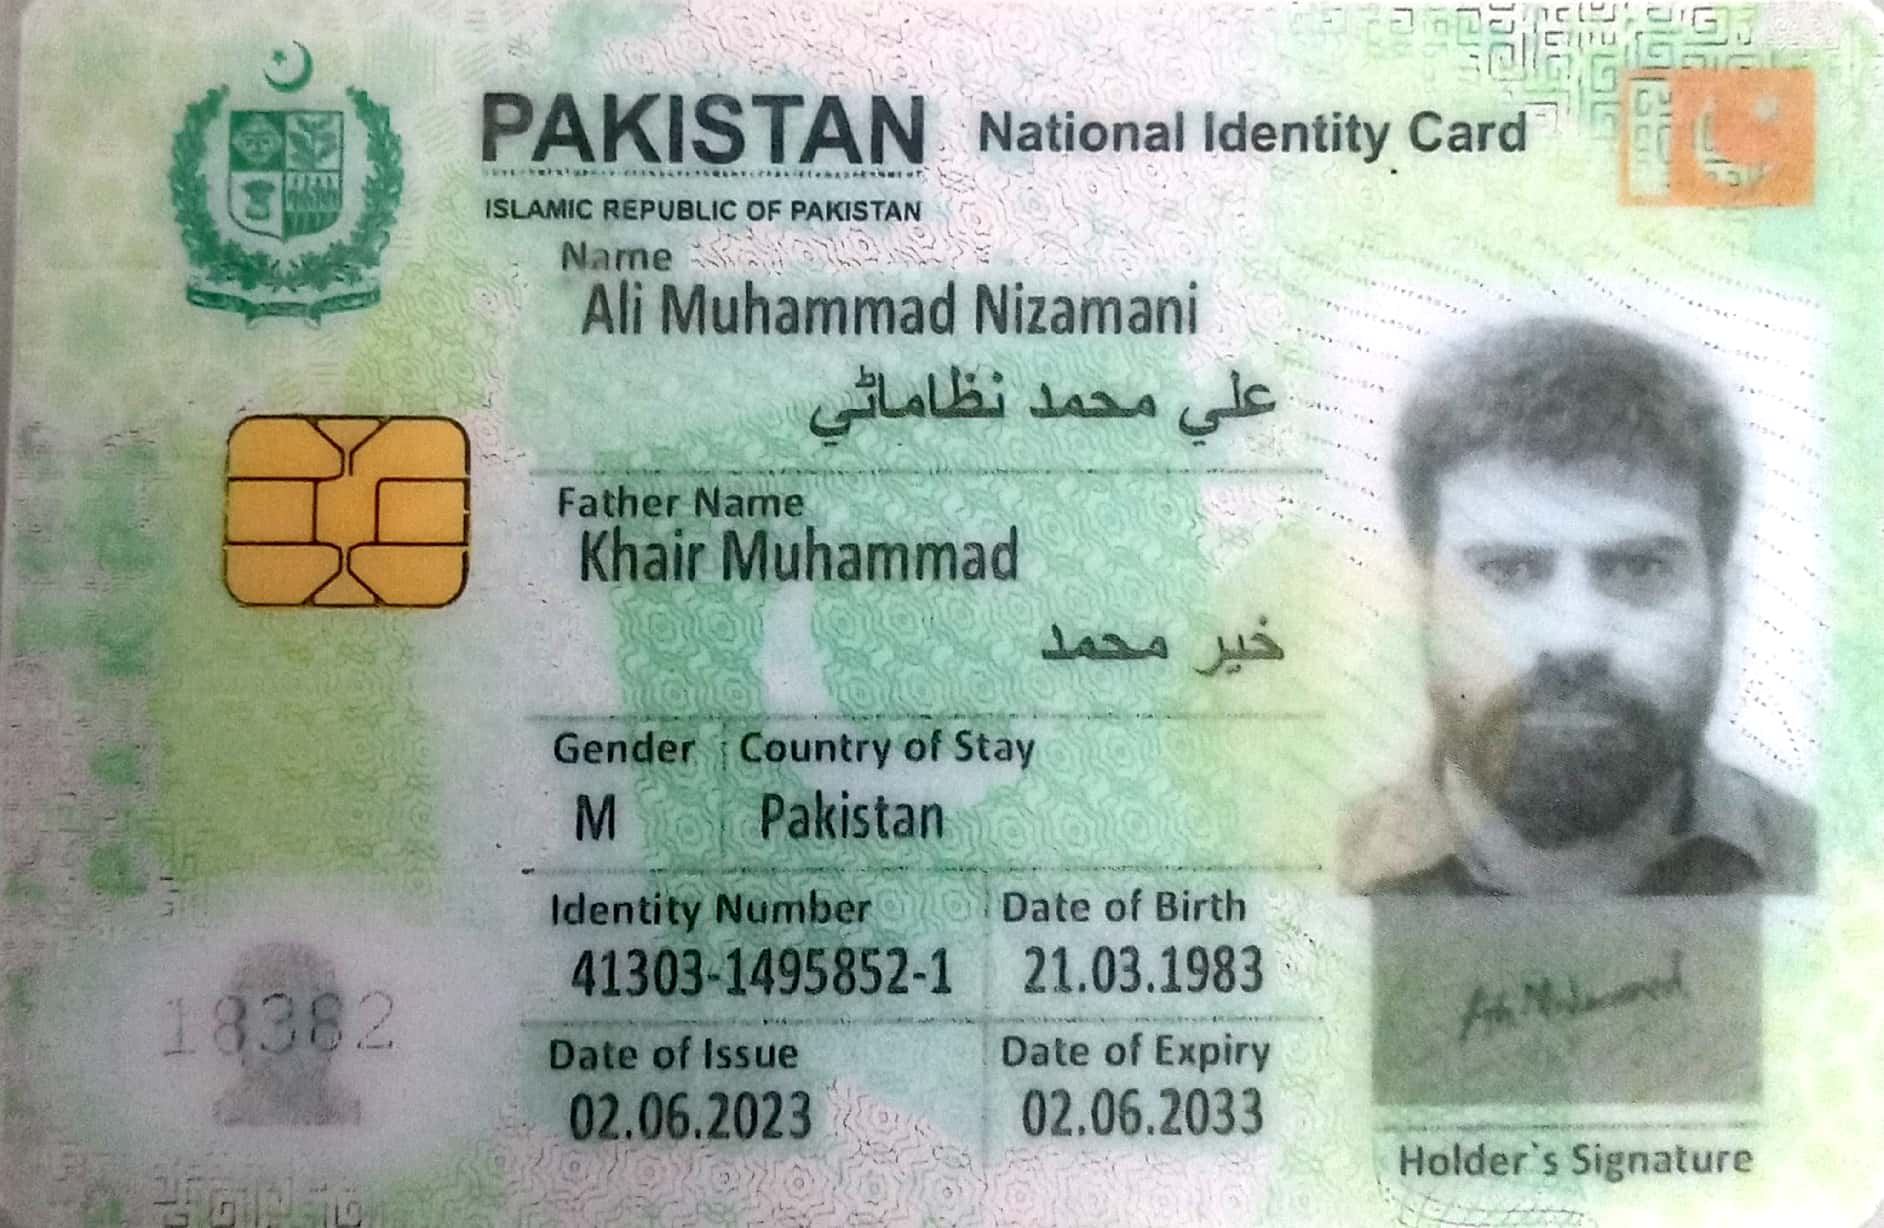 PAKISTAN National Identity Card
ISLAMIC REPUBLIC OF PAKISTAN
Name
Ali Muhammad Nizamani
علي محمد نظاماڻي
Father Name
Khair Muhammad
خير محمد
Gender Country of Stay
M Pakistan
Identity Number Date of Birth
41303-1495852-1 21.03.1983
Date of Issue Date of Expiry
02.06.2023 02.06.2033
18382
Ali Muhammad
Holder`s Signature